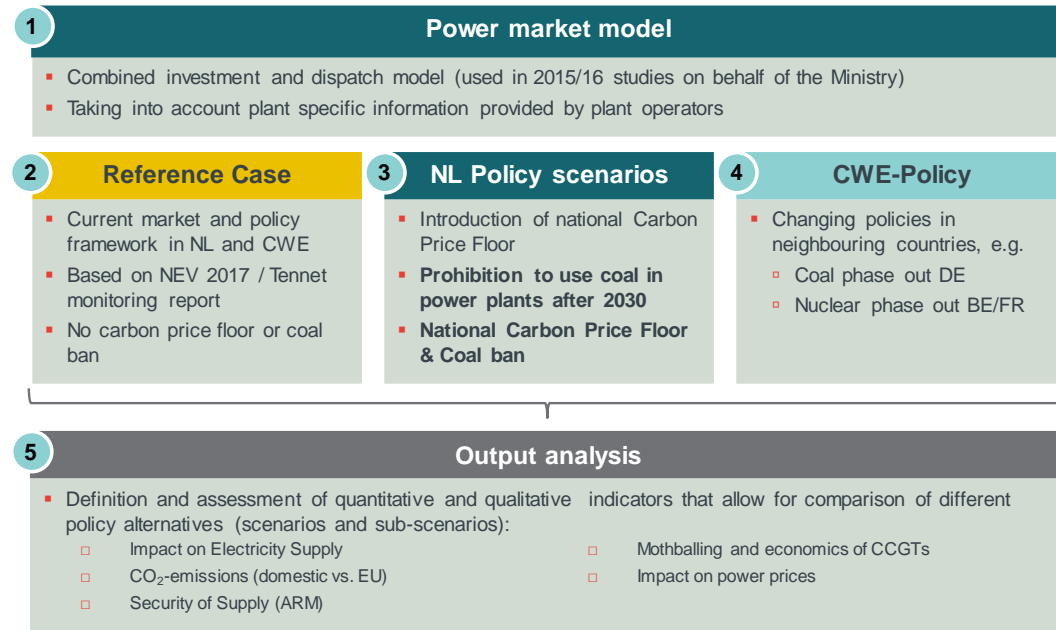 1
Power market model
Combined investment and dispatch model (used in 2015/16 studies on behalf of the Ministry)
Taking into account plant specific information provided by plant operators
2
Reference Case
Current market and policy
framework in NL and CWE
Based on NEV 2017 / Tennet
monitoring report
No carbon price floor or coal
ban
3
NL Policy scenarios
Introduction of national Carbon
Price Floor
Prohibition to use coal in
power plants after 2030
National Carbon Price Floor
& Coal ban
4
CWE-Policy
Changing policies in
neighbouring countries, e.g.
Coal phase out DE
Nuclear phase out BE/FR
5
Output analysis
Definition and assessment of quantitative and qualitative indicators that allow for comparison of different
policy alternatives (scenarios and sub-scenarios):
Impact on Electricity Supply
CO₂-emissions (domestic vs. EU)
Security of Supply (ARM)
Mothballing and economics of CCGTs
Impact on power prices